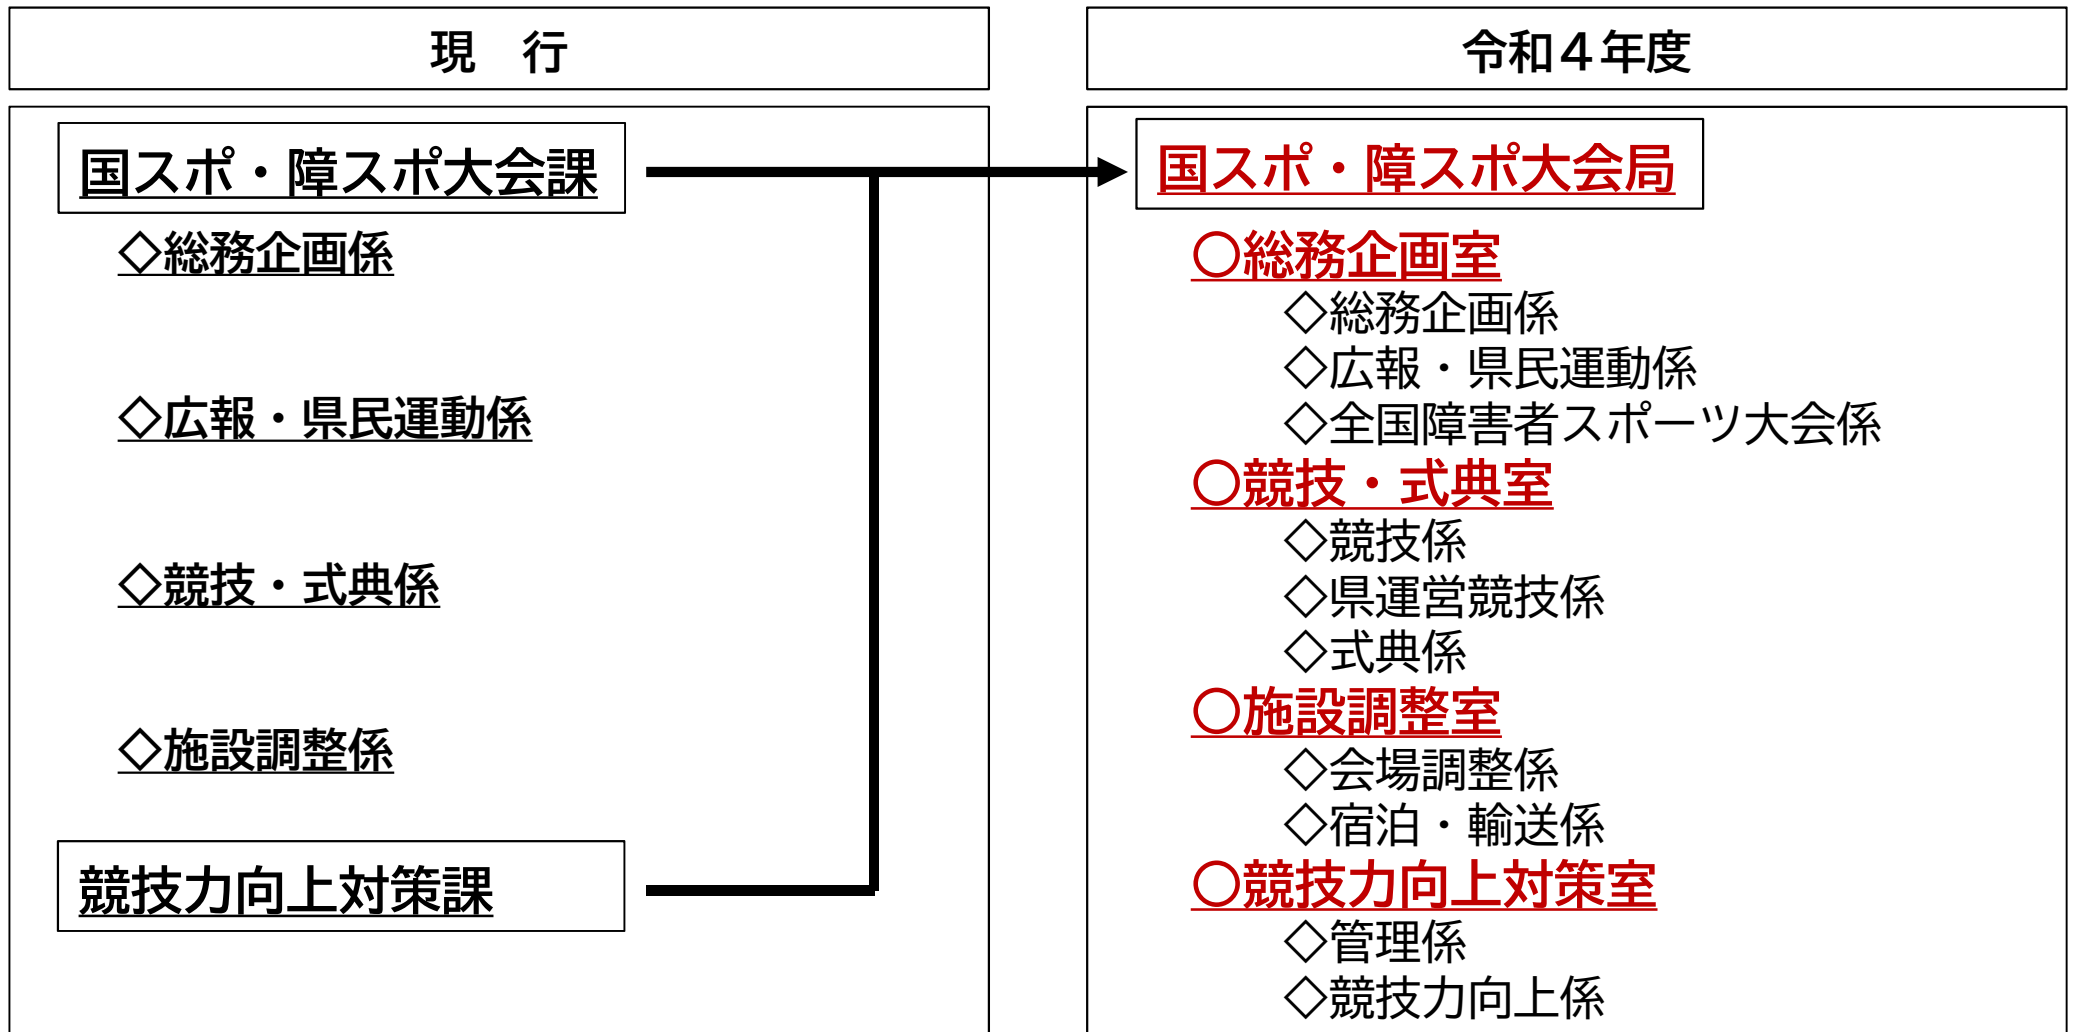 現　行
国スポ・障スポ大会課
◇総務企画係
◇広報・県民運動係
◇競技・式典係
◇施設調整係
競技力向上対策課
令和４年度
国スポ・障スポ大会局
〇総務企画室
◇総務企画係
◇広報・県民運動係
◇全国障害者スポーツ大会係
〇競技・式典室
◇競技係
◇県運営競技係
◇式典係
〇施設調整室
◇会場調整係
◇宿泊・輸送係
〇競技力向上対策室
◇管理係
◇競技力向上係